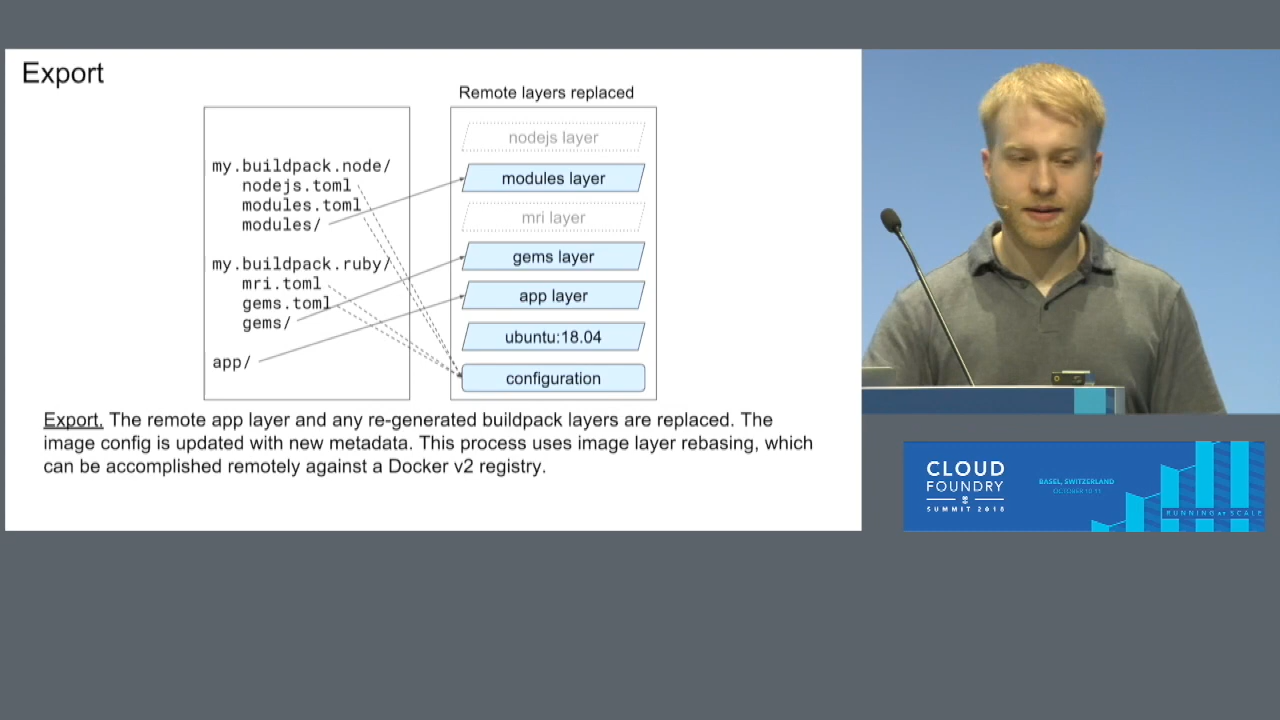 Export
Remote layers replaced
my.buildpack.node/
nodejs.toml
modules.toml
modules/
my.buildpack.ruby/
mri.toml
gems.toml
gems/
app/
nodejs layer
modules layer
mri layer
gems layer
app layer
ubuntu:18.04
configuration
Export. The remote app layer and any re-generated buildpack layers are replaced. The
image config is updated with new metadata. This process uses image layer rebasing, which
can be accomplished remotely against a Docker v2 registry.
CLOUD
FOUNDRY
SUMMIT 2018
BASEL, SWITZERLAND
OCTOBER 10-11
RUNNING AT SCALE